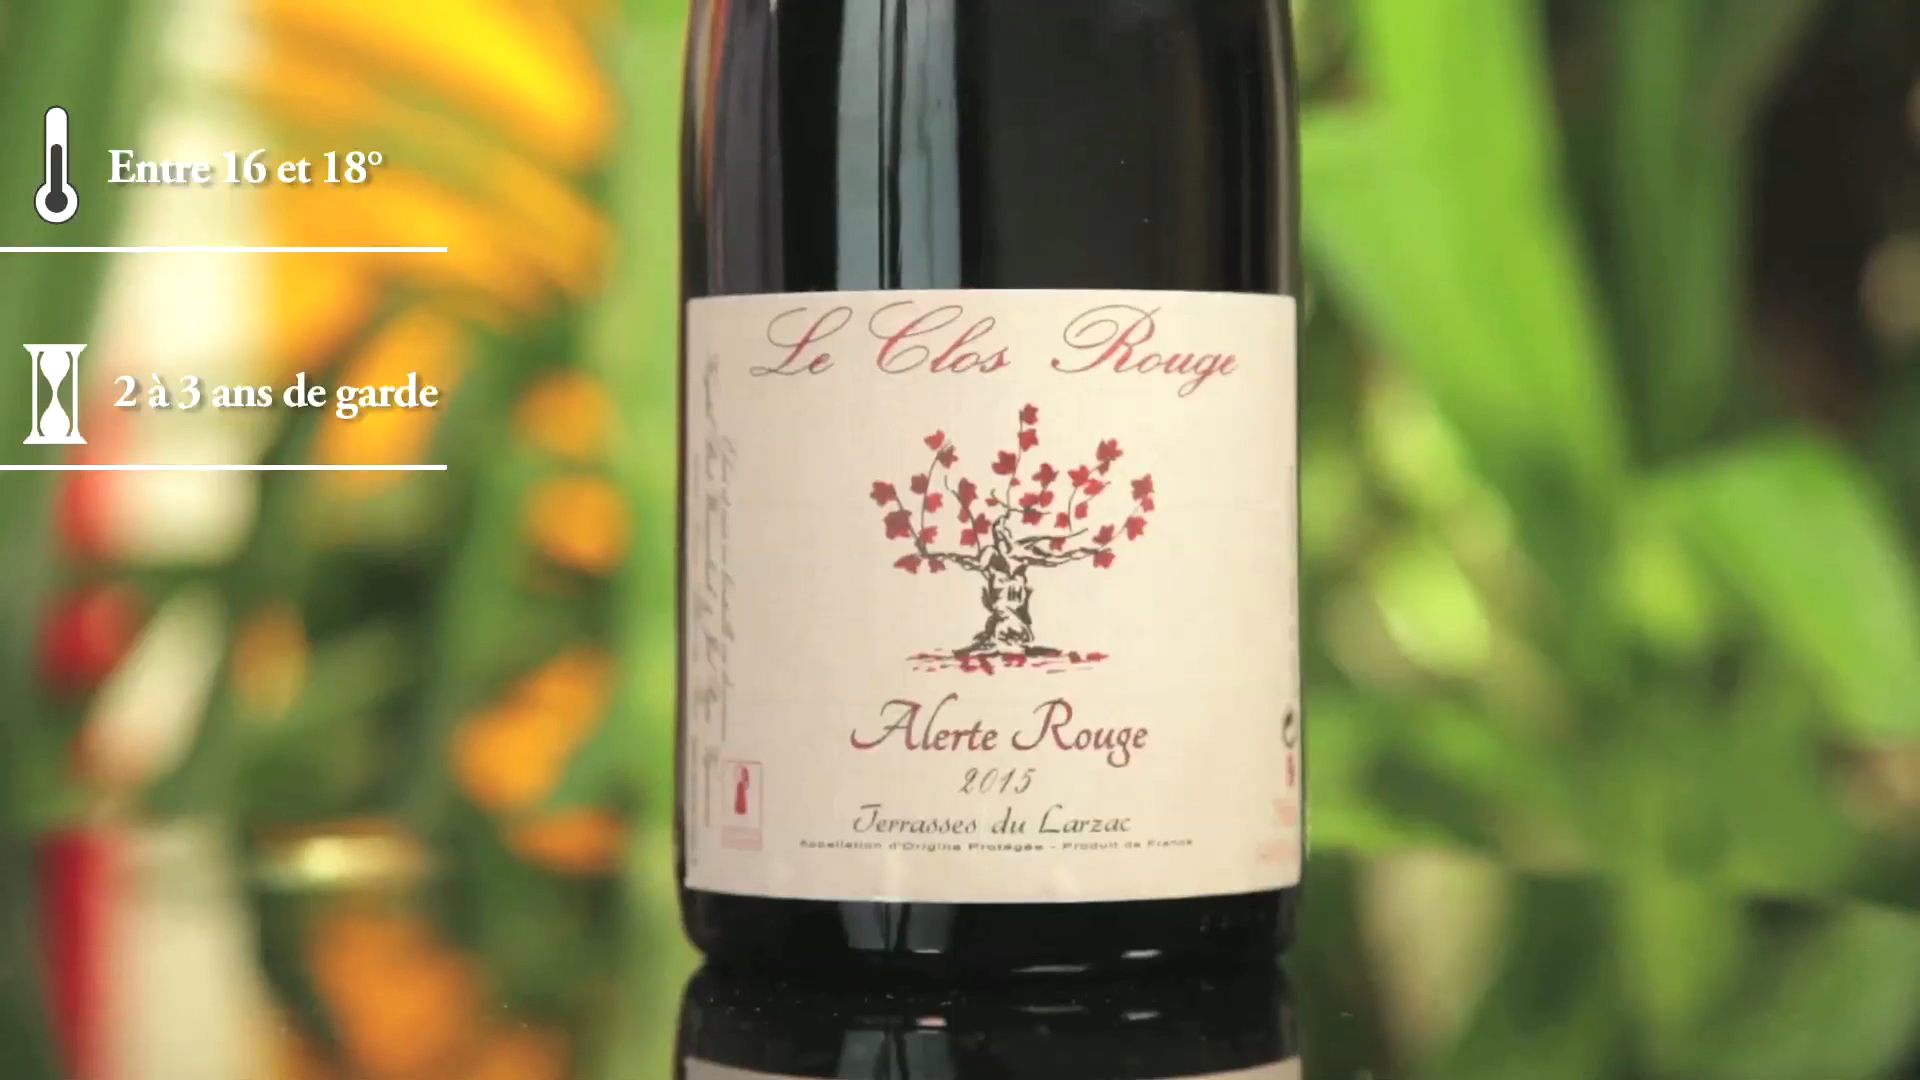 Entre 16 et 18°
2 à 3 ans de garde
Le Clos Rouge
Alerte Rouge
2015
Terrasses du Larzac
Appellation d'Origine Protégée - Produit de France